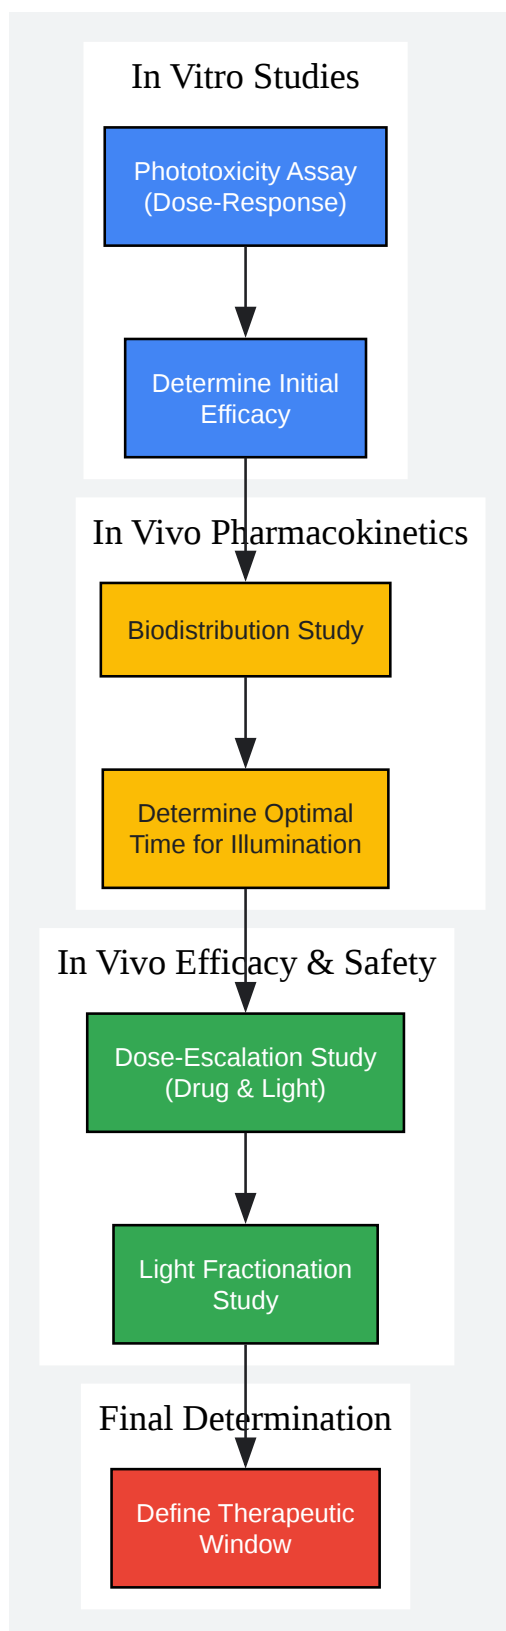 In Vitro Studies
Phototoxicity Assay
(Dose-Response)
Determine Initial
Efficacy
In Vivo Pharmacokinetics
Biodistribution Study
Determine Optimal
Time for Illumination
In Vivo Efficacy & Safety
Dose-Escalation Study
(Drug & Light)
Light Fractionation
Study
Final Determination
Define Therapeutic
Window